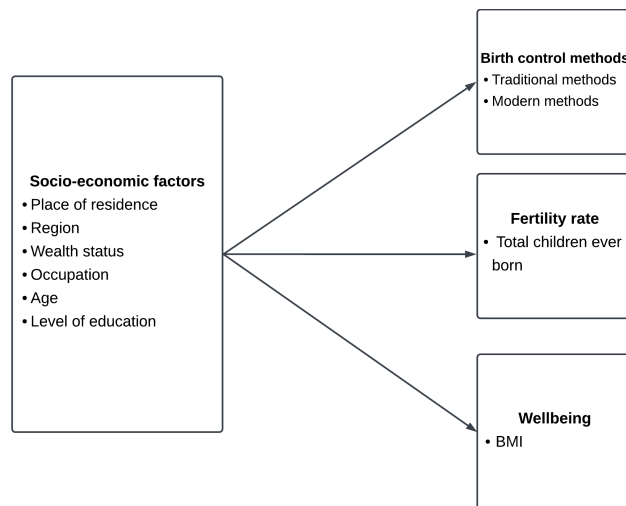 Socio-economic factors
• Place of residence
• Region
• Wealth status
• Occupation
• Age
• Level of education
Birth control methods
• Traditional methods
• Modern methods
Fertility rate
• Total children ever
born
Wellbeing
• BMI